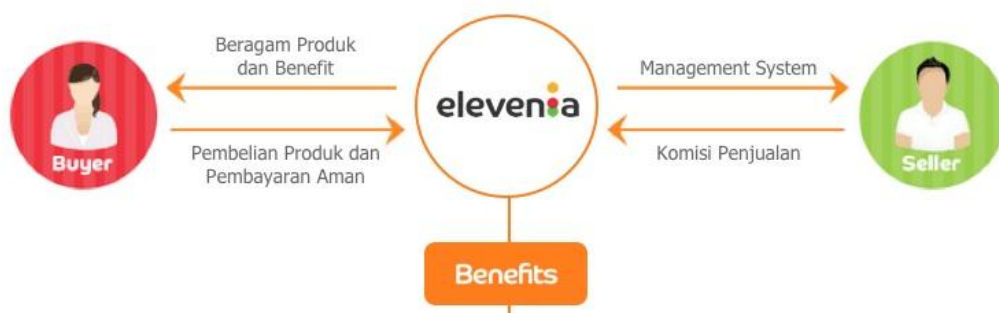 Beragam Produk
dan Benefit
Pembelian Produk dan
Pembayaran Aman
Buyer
elevenia
Management System
Komisi Penjualan
Seller
Benefits